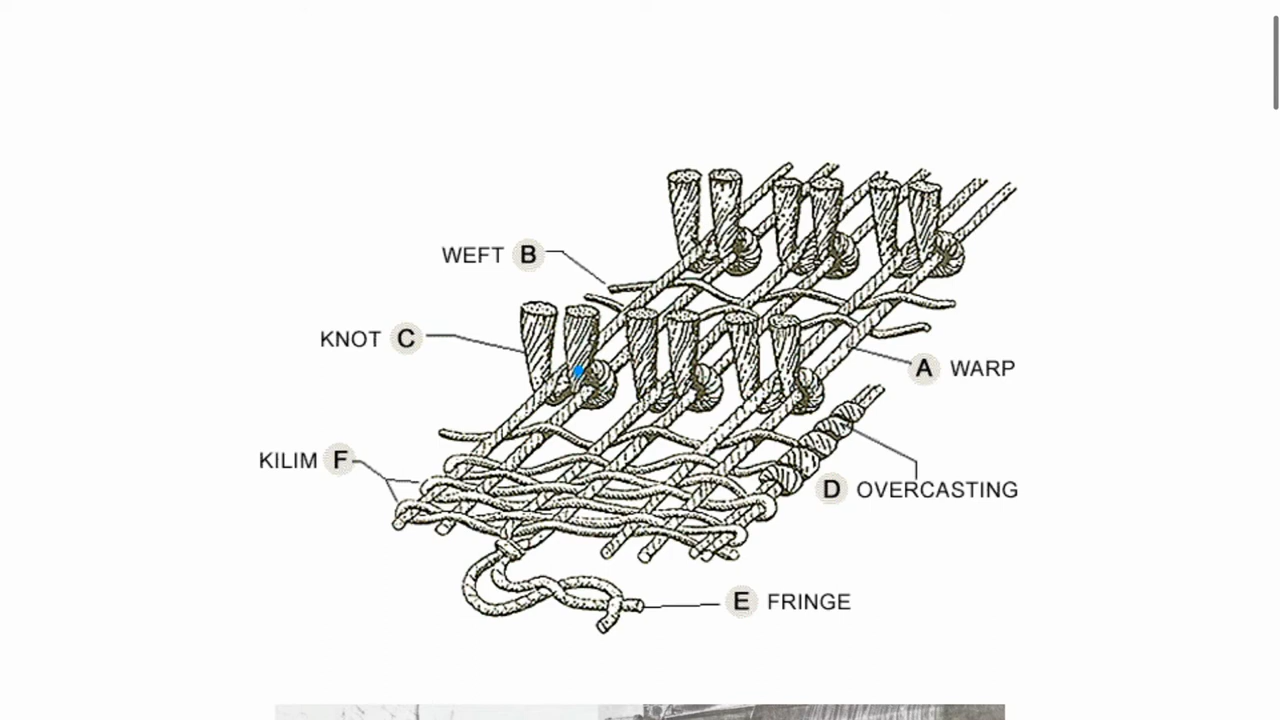 WEFT B
KNOT C
A WARP
KILIM F
D OVERCASTING
E FRINGE